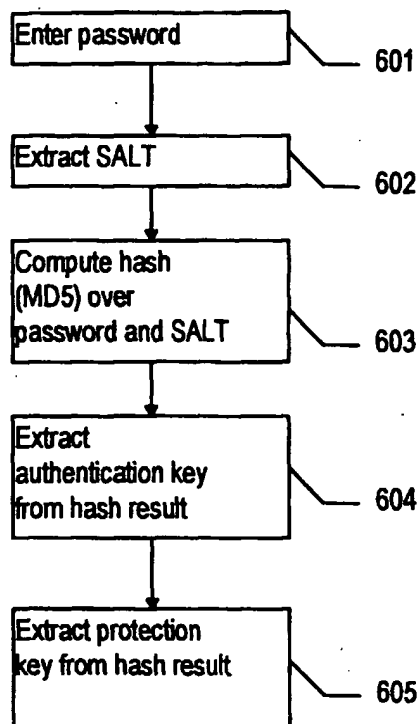 Enter password
601
Extract SALT
602
Compute hash
(MD5) over
password and SALT
603
Extract
authentication key
from hash result
604
Extract protection
key from hash result
605